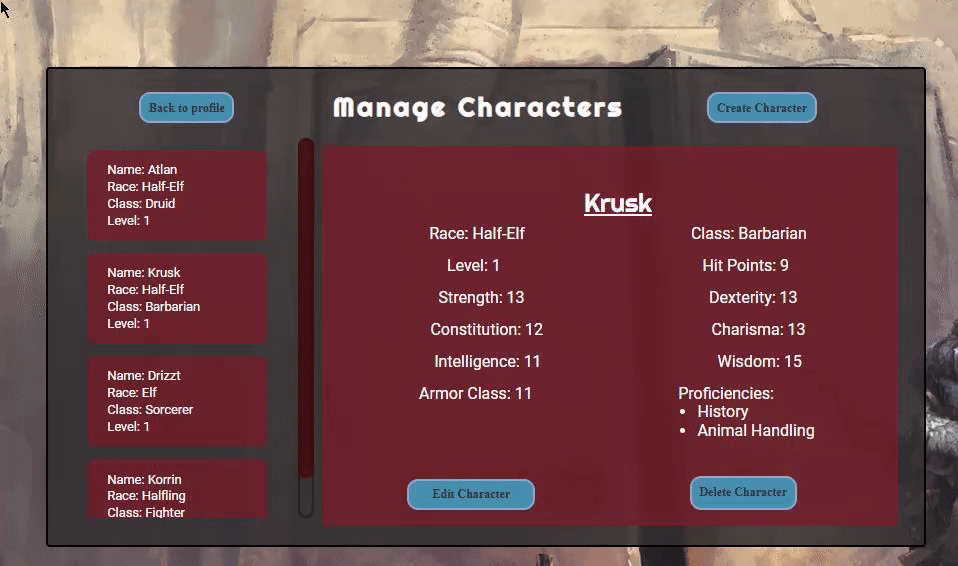 Back to profile
Manage Characters
Create Character
Name: Atlan
Race: Half-Elf
Class: Druid
Level: 1
Name: Krusk
Race: Half-Elf
Class: Barbarian
Level: 1
Name: Drizzt
Race: Elf
Class: Sorcerer
Level: 1
Name: Korrin
Race: Halfling
Class: Fighter
Krusk
Race: Half-Elf
Class: Barbarian
Level: 1
Hit Points: 9
Strength: 13
Dexterity: 13
Constitution: 12
Charisma: 13
Intelligence: 11
Wisdom: 15
Armor Class: 11
Proficiencies:
• History
• Animal Handling
Edit Character
Delete Character